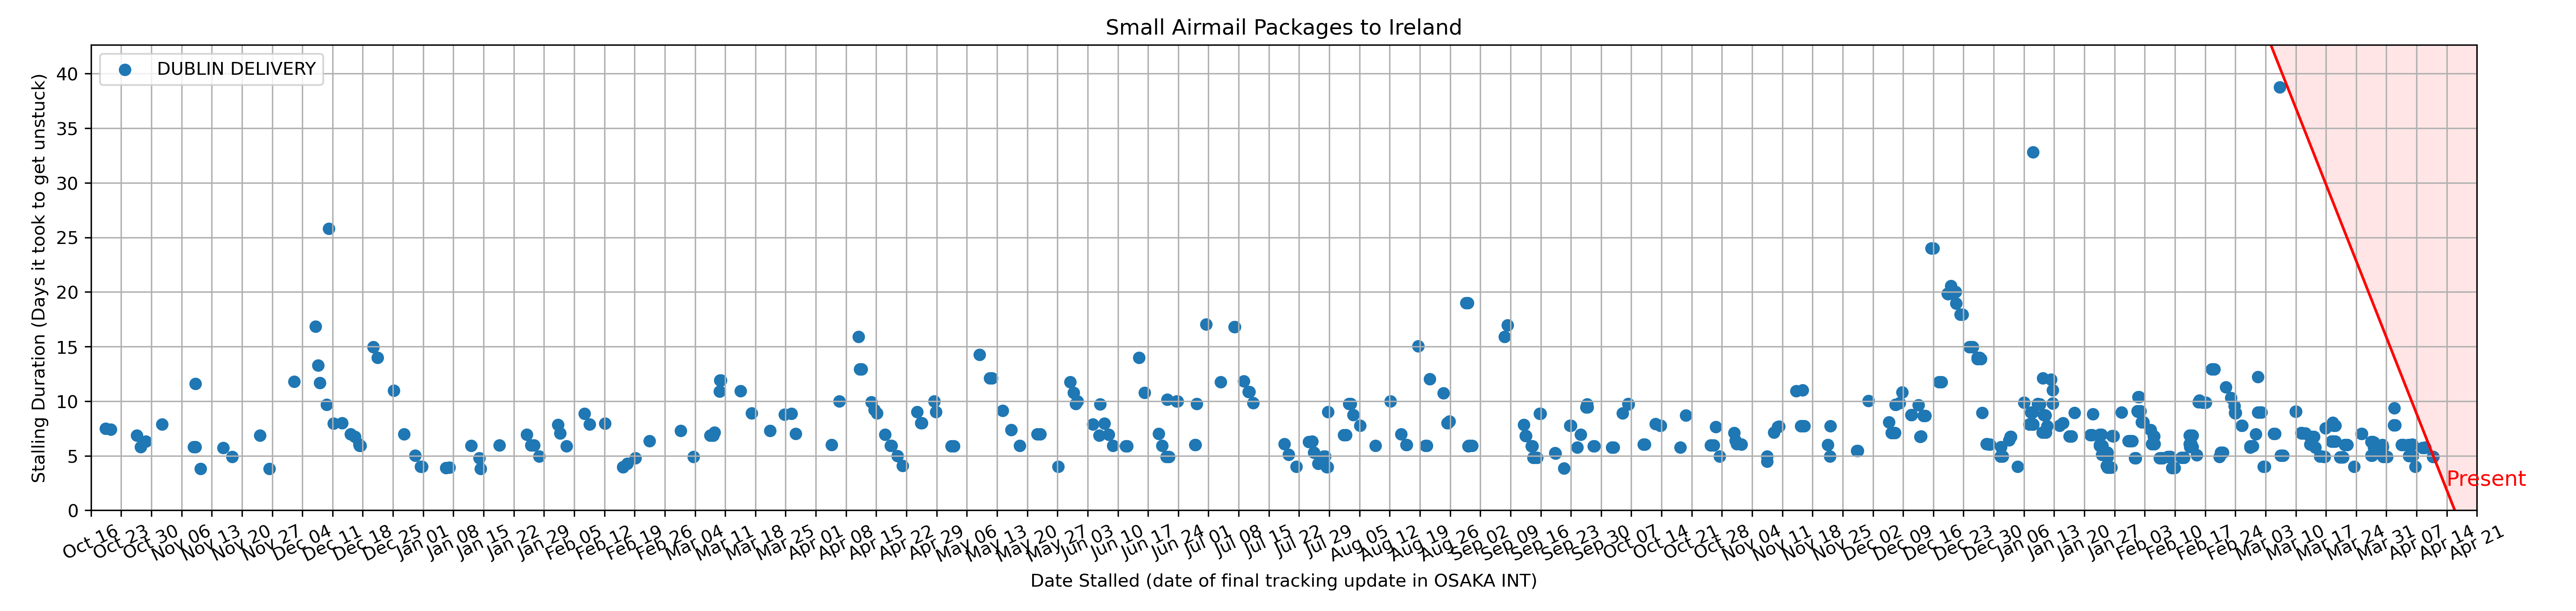 Small Airmail Packages to Ireland
DUBLIN DELIVERY
Stalling Duration (Days it took to get unstuck)
40
35
30
25
20
15
10
5
0
Present
Oct 16
Oct 23
Oct 30
Nov 06
Nov 13
Nov 20
Nov 27
Dec 04
Dec 11
Dec 18
Dec 25
Jan 01
Jan 08
Jan 15
Jan 22
Jan 29
Feb 05
Feb 12
Feb 19
Feb 26
Mar 04
Mar 11
Mar 18
Mar 25
Apr 01
Apr 08
Apr 15
Apr 22
Apr 29
May 06
May 13
May 20
May 27
Jun 03
Jun 10
Jun 17
Jun 24
Jul 01
Jul 08
Jul 15
Jul 22
Jul 29
Aug 05
Aug 12
Aug 19
Aug 26
Sep 02
Sep 09
Sep 16
Sep 23
Sep 30
Oct 07
Oct 14
Oct 21
Oct 28
Nov 04
Nov 11
Nov 18
Nov 25
Dec 02
Dec 09
Dec 16
Dec 23
Dec 30
Jan 06
Jan 13
Jan 20
Jan 27
Feb 03
Feb 10
Feb 17
Feb 24
Mar 03
Mar 10
Mar 17
Mar 24
Mar 31
Apr 07
Apr 14
Apr 21
Date Stalled (date of final tracking update in OSAKA INT)